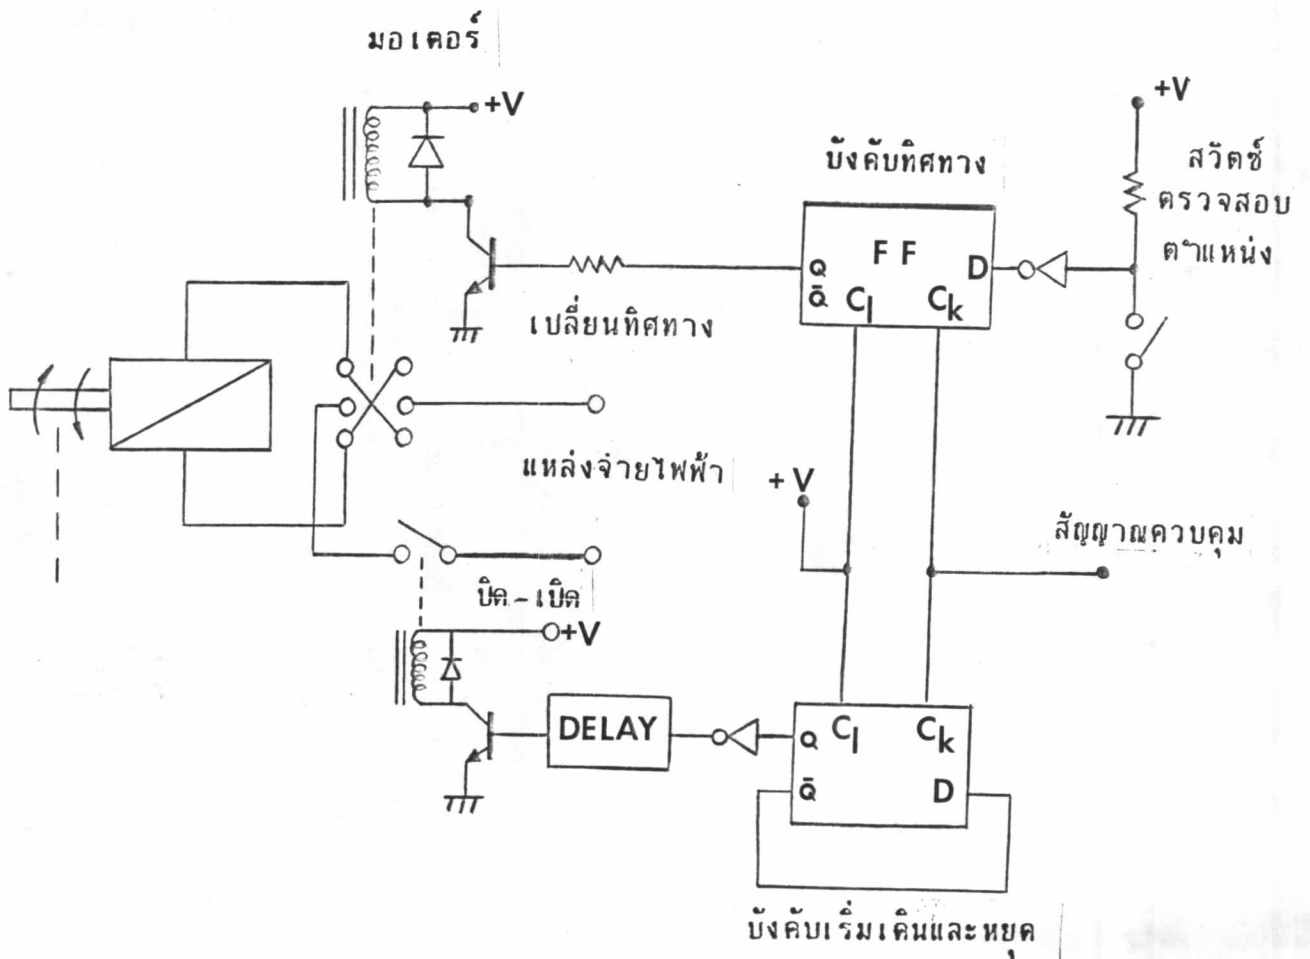 มอเตอร์
+V
+V
บังคับทิศทาง
สวิตซ์
ตรวจสอบ
ตำแหน่ง
Q
FF
D
Q̄
Cl
Ck
เปลี่ยนทิศทาง
แหล่งจ่ายไฟฟ้า
+V
สัญญาณควบคุม
ปิด-เปิด
+V
DELAY
Q
Cl
Ck
Q̄
D
บังคับเริ่มเดินและหยุด